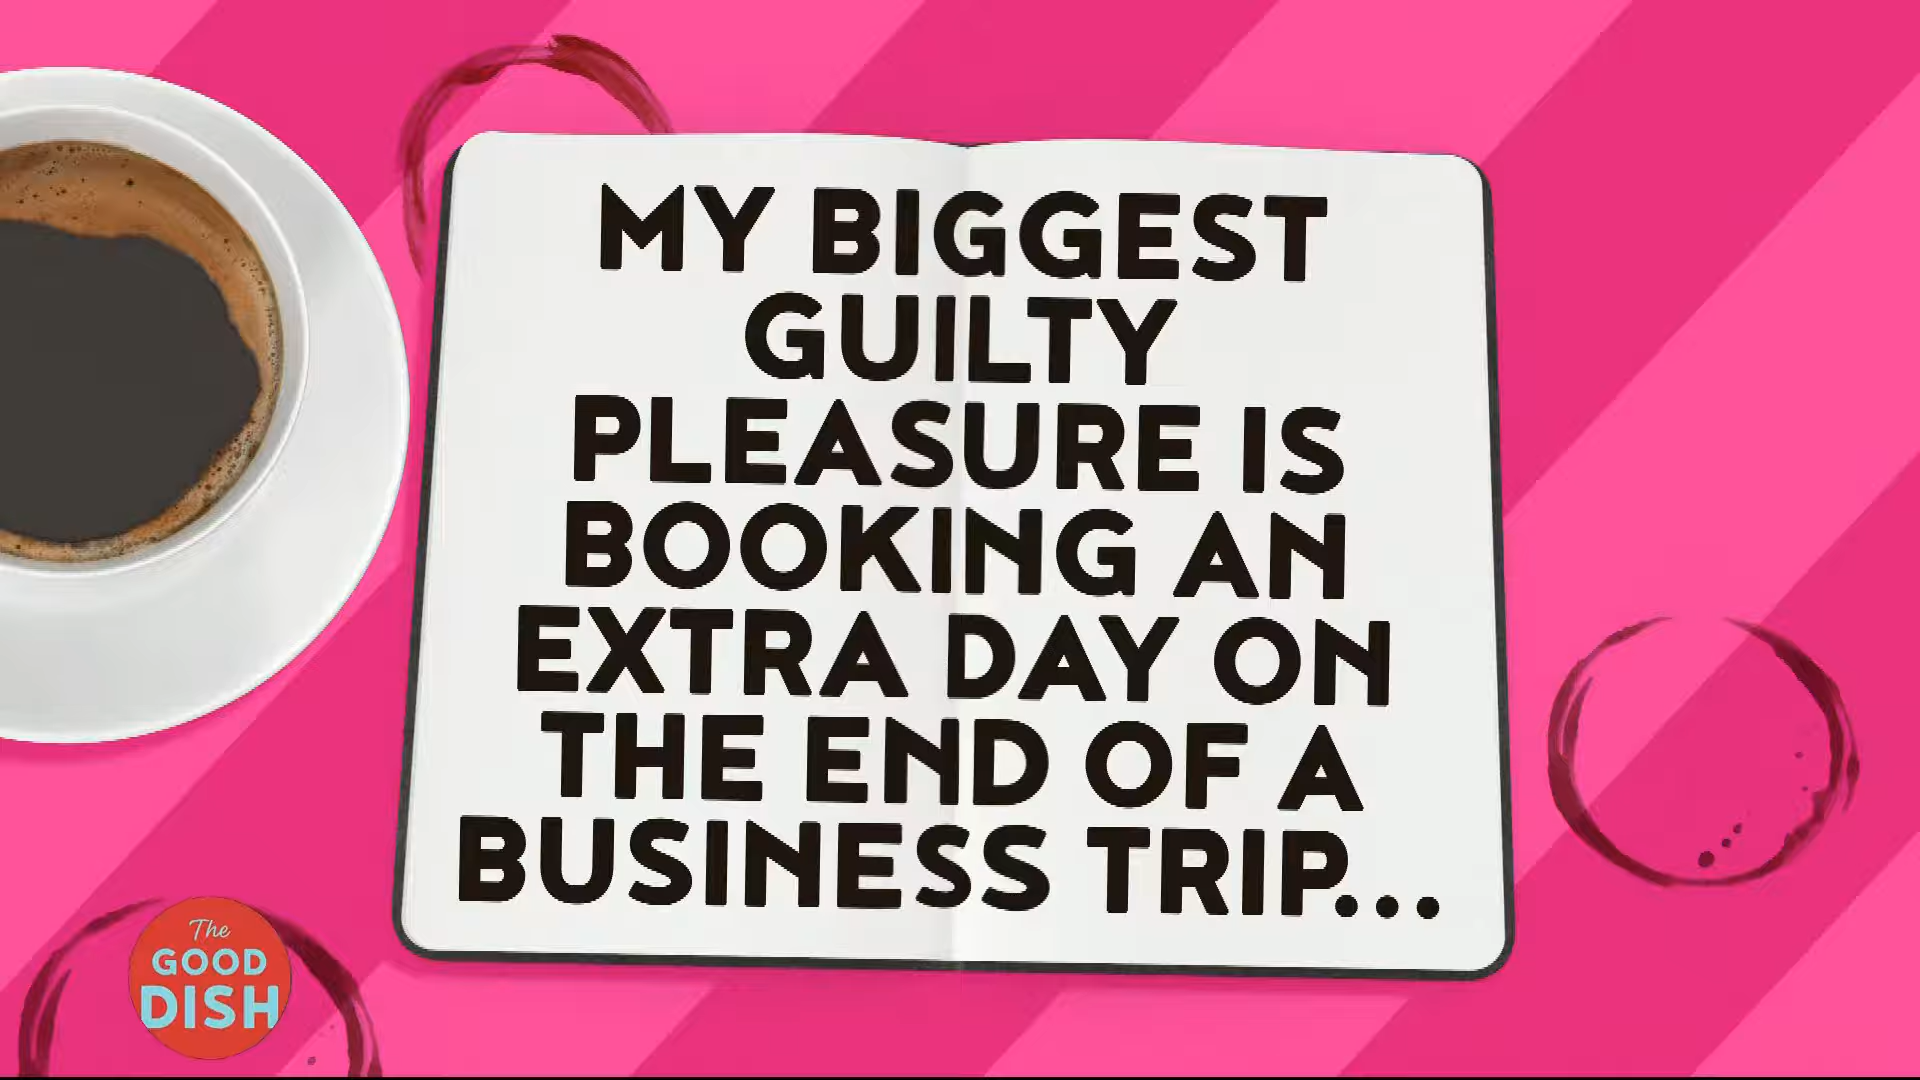 MY BIGGEST
GUILTY
PLEASURE IS
BOOKING AN
EXTRA DAY ON
THE END OF A
BUSINESS TRIP...
The
GOOD
DISH